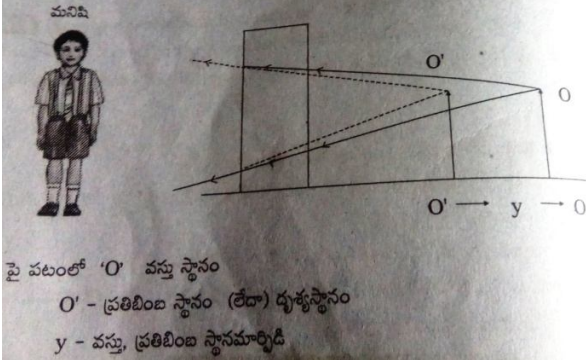 మనిషి
O'
O
O' → y → O
పై పటంలో ‘O’ వస్తు స్థానం
O' – ప్రతిబింబ స్థానం (లేదా) దృశ్యస్థానం
y – వస్తు, ప్రతిబింబ స్థానమార్పిడి